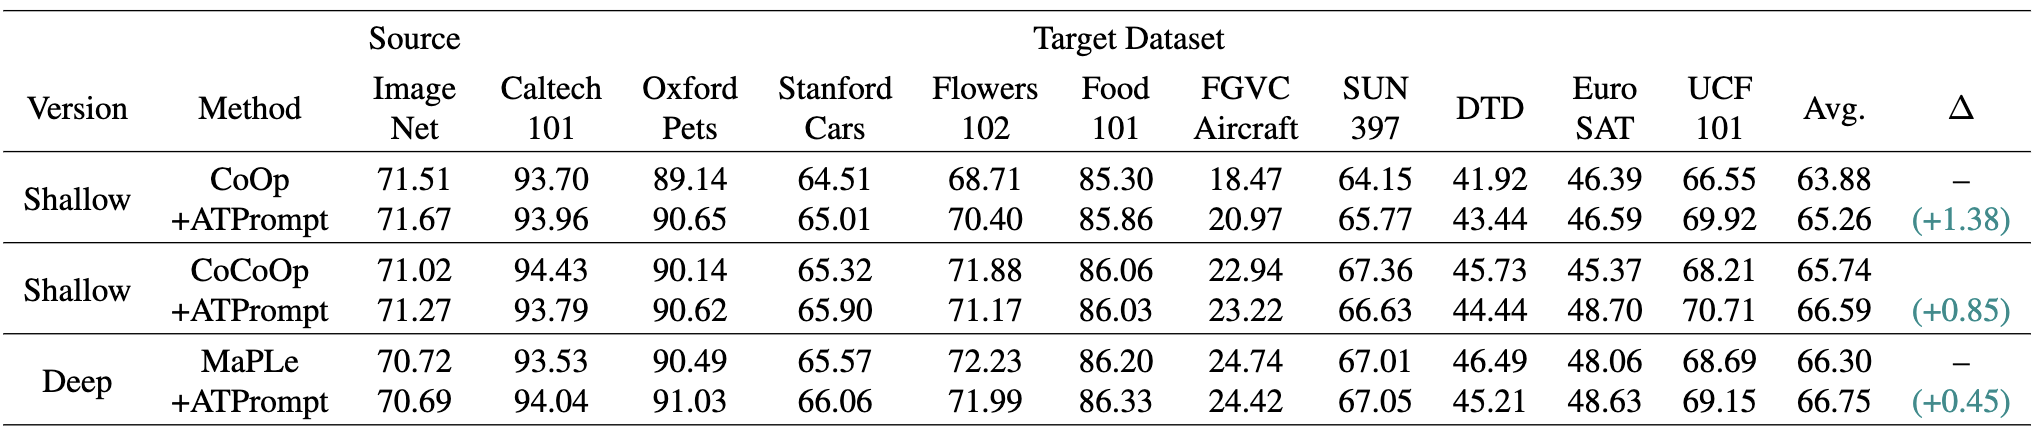 Source Target Dataset
Version Method Image Net Caltech 101 Oxford Pets Stanford Cars Flowers 102 Food 101 FGVC Aircraft SUN 397 DTD Euro SAT UCF 101 Avg. Δ
Shallow CoOp 71.51 93.70 89.14 64.51 68.71 85.30 18.47 64.15 41.92 46.39 66.55 63.88 –
+ATPrompt 71.67 93.96 90.65 65.01 70.40 85.86 20.97 65.77 43.44 46.59 69.92 65.26 (+1.38)
Shallow CoCoOp 71.02 94.43 90.14 65.32 71.88 86.06 22.94 67.36 45.73 45.37 68.21 65.74
+ATPrompt 71.27 93.79 90.62 65.90 71.17 86.03 23.22 66.63 44.44 48.70 70.71 66.59 (+0.85)
Deep MaPLe 70.72 93.53 90.49 65.57 72.23 86.20 24.74 67.01 46.49 48.06 68.69 66.30 –
+ATPrompt 70.69 94.04 91.03 66.06 71.99 86.33 24.42 67.05 45.21 48.63 69.15 66.75 (+0.45)